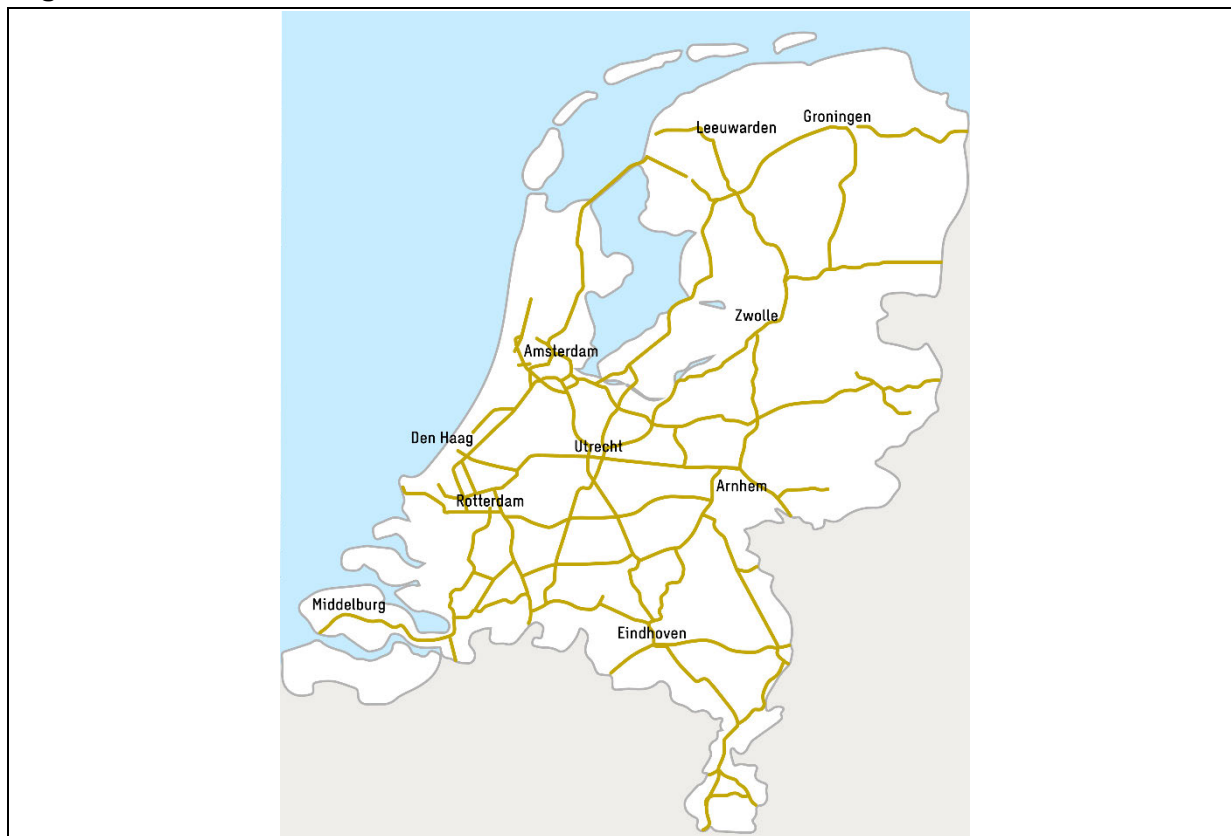 Groningen
Leeuwarden
Zwolle
Amsterdam
Den Haag
Utrecht
Arnhem
Rotterdam
Middelburg
Eindhoven